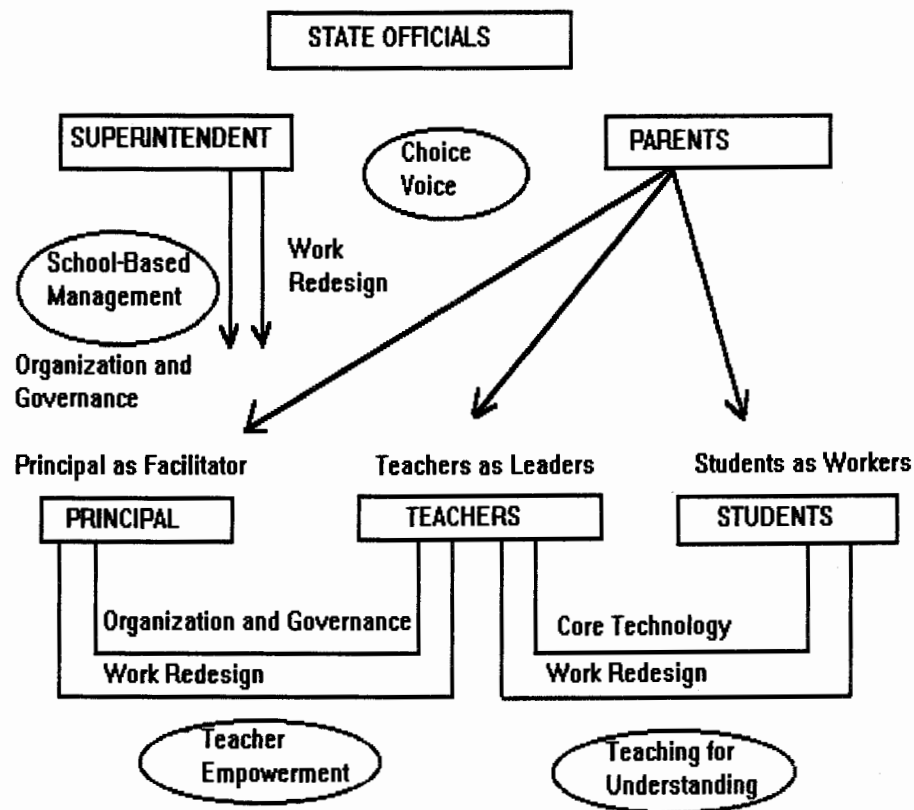 STATE OFFICIALS
SUPERINTENDENT
Choice
Voice
PARENTS
School-Based
Management
Work
Redesign
Organization and
Governance
Principal as Facilitator
Teachers as Leaders
Students as Workers
PRINCIPAL
TEACHERS
STUDENTS
Organization and Governance
Work Redesign
Core Technology
Work Redesign
Teacher
Empowerment
Teaching for
Understanding